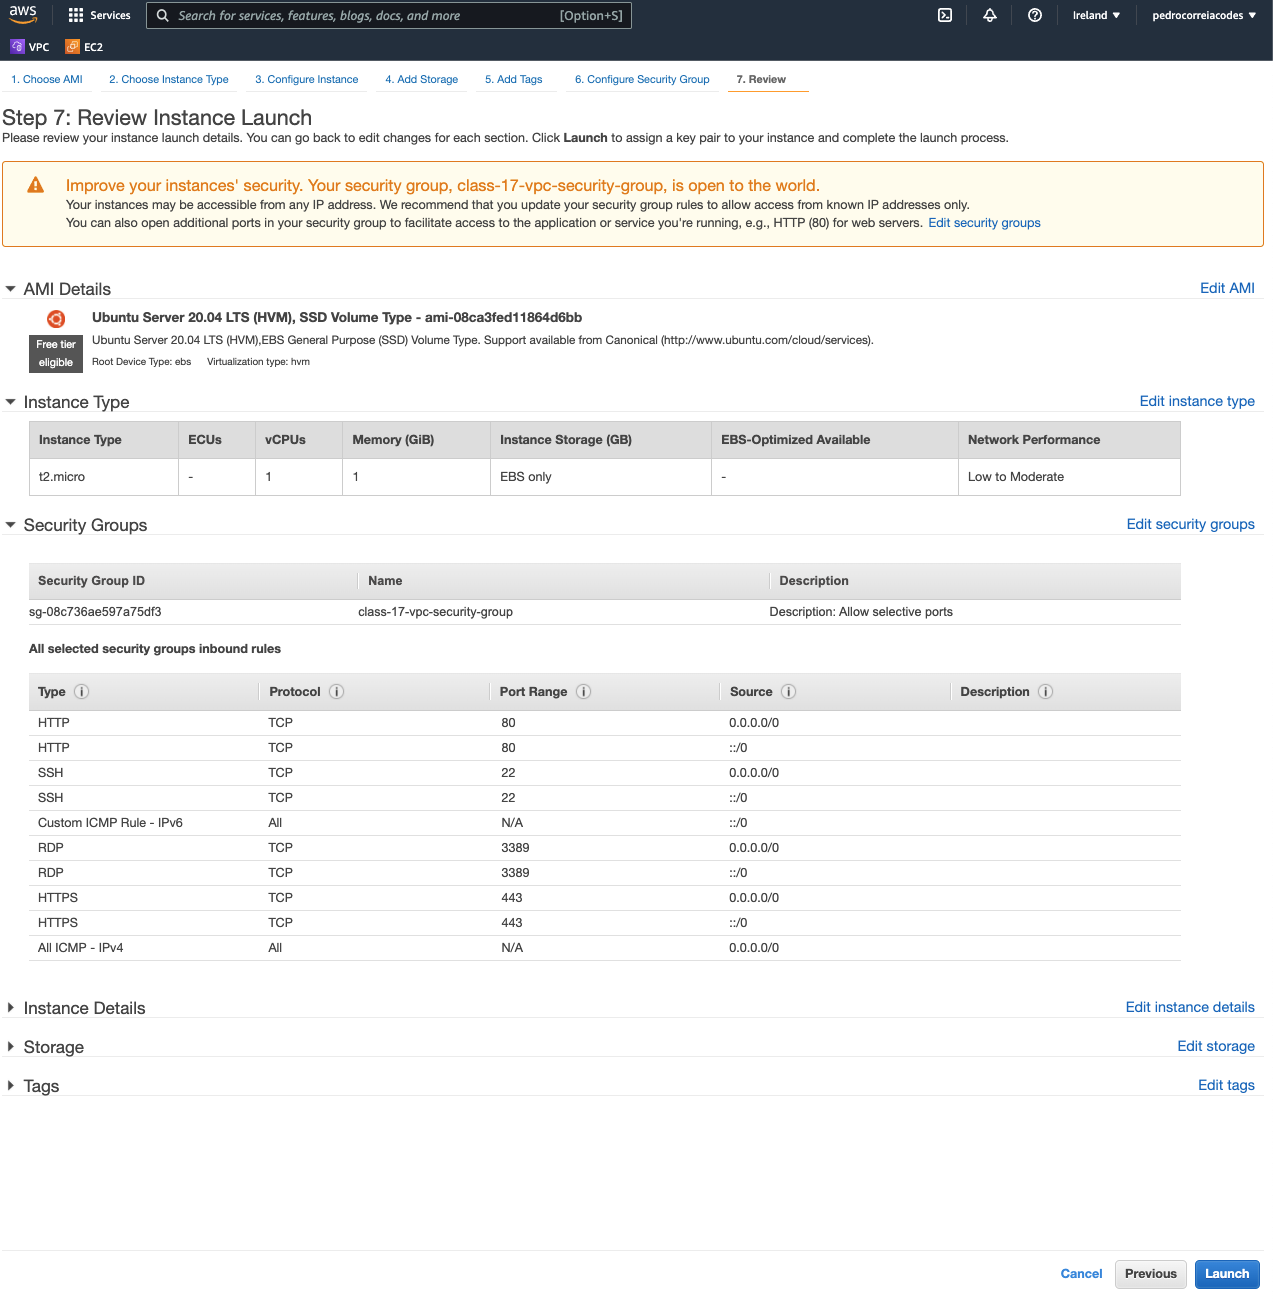 aws
Services
Search for services, features, blogs, docs, and more [Option+S]
Ireland ▼
pedrocorreiacodes ▼
VPC EC2
1. Choose AMI 2. Choose Instance Type 3. Configure Instance 4. Add Storage 5. Add Tags 6. Configure Security Group 7. Review
Step 7: Review Instance Launch
Please review your instance launch details. You can go back to edit changes for each section. Click Launch to assign a key pair to your instance and complete the launch process.
Improve your instances' security. Your security group, class-17-vpc-security-group, is open to the world.
Your instances may be accessible from any IP address. We recommend that you update your security group rules to allow access from known IP addresses only.
You can also open additional ports in your security group to facilitate access to the application or service you're running, e.g., HTTP (80) for web servers. Edit security groups
AMI Details Edit AMI
Ubuntu Server 20.04 LTS (HVM), SSD Volume Type - ami-08ca3fed11864d6bb
Free tier
eligible
Ubuntu Server 20.04 LTS (HVM),EBS General Purpose (SSD) Volume Type. Support available from Canonical (http://www.ubuntu.com/cloud/services).
Root Device Type: ebs Virtualization type: hvm
Instance Type Edit instance type
Instance Type ECUs vCPUs Memory (GiB) Instance Storage (GB) EBS-Optimized Available Network Performance
t2.micro - 1 1 EBS only - Low to Moderate
Security Groups Edit security groups
Security Group ID Name Description
sg-08c736ae597a75df3 class-17-vpc-security-group Description: Allow selective ports
All selected security groups inbound rules
Type i Protocol i Port Range i Source i Description i
HTTP TCP 80 0.0.0.0/0
HTTP TCP 80 ::/0
SSH TCP 22 0.0.0.0/0
SSH TCP 22 ::/0
Custom ICMP Rule - IPv6 All N/A ::/0
RDP TCP 3389 0.0.0.0/0
RDP TCP 3389 ::/0
HTTPS TCP 443 0.0.0.0/0
HTTPS TCP 443 ::/0
All ICMP - IPv4 All N/A 0.0.0.0/0
Instance Details Edit instance details
Storage Edit storage
Tags Edit tags
Cancel Previous Launch